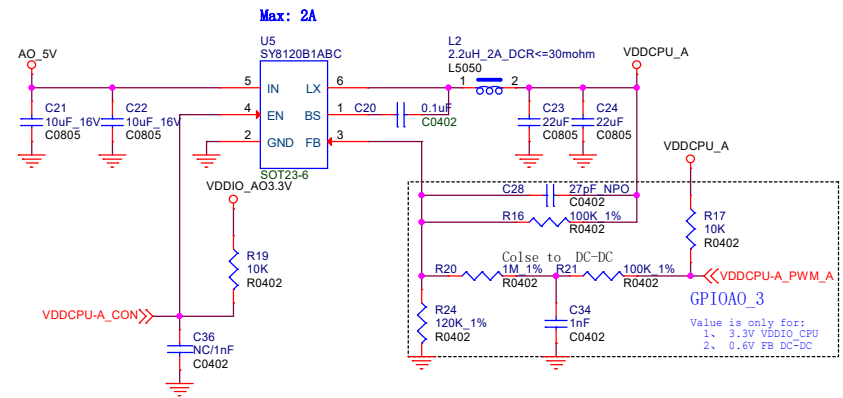 Max: 2A
AO_5V
C21
10uF_16V
C0805
C22
10uF_16V
C0805
U5
SY8120B1ABC
5
IN
4
EN
2
GND
LX
6
BS
1
FB
3
SOT23-6
C20
0.1uF
C0402
L2
2.2uH_2A_DCR<=30mohm
L5050
1
2
VDDCPU_A
C23
22uF
C0805
C24
22uF
C0805
VDDIO_AO3.3V
R19
10K
R0402
VDDCPU-A_CON
C36
NC/1nF
C0402
C28
27pF_NPO
C0402
R16
100K_1%
R0402
VDDCPU_A
R17
10K
R0402
Colse to DC-DC
R20
1M_1%
R0402
R21
100K_1%
R0402
VDDCPU-A_PWM_A
R24
120K_1%
R0402
C34
1nF
C0402
GPIOAO_3
Value is only for:
1、 3.3V VDDIO_CPU
2、 0.6V FB DC-DC